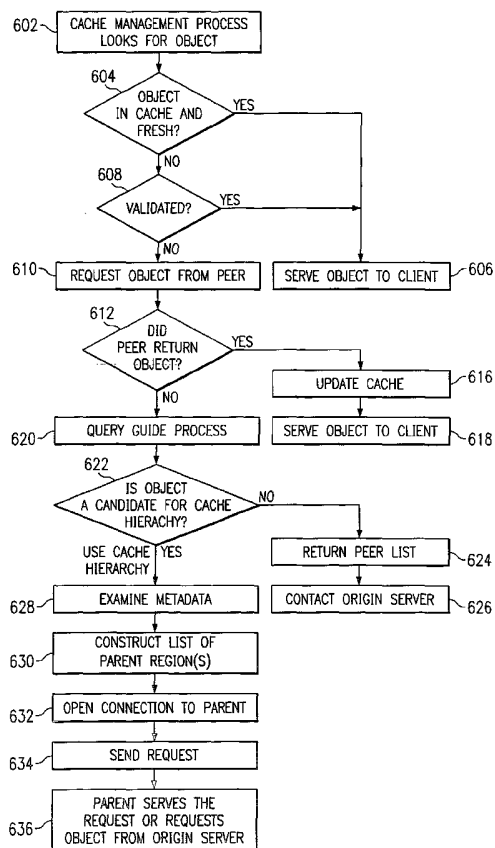 602
CACHE MANAGEMENT PROCESS
LOOKS FOR OBJECT
604
OBJECT
IN CACHE AND
FRESH?
YES
NO
608
VALIDATED?
YES
NO
610
REQUEST OBJECT FROM PEER
SERVE OBJECT TO CLIENT
606
612
DID
PEER RETURN
OBJECT?
YES
NO
UPDATE CACHE
616
620
QUERY GUIDE PROCESS
SERVE OBJECT TO CLIENT
618
622
IS OBJECT
A CANDIDATE FOR CACHE
HIERACHY?
NO
USE CACHE
HIERARCHY
YES
RETURN PEER LIST
624
628
EXAMINE METADATA
CONTACT ORIGIN SERVER
626
630
CONSTRUCT LIST OF
PARENT REGION(S)
632
OPEN CONNECTION TO PARENT
634
SEND REQUEST
636
PARENT SERVES THE
REQUEST OR REQUESTS
OBJECT FROM ORIGIN SERVER